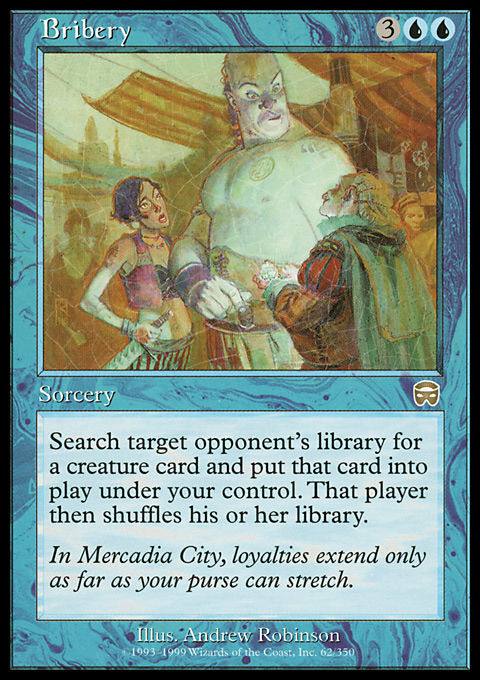 Bribery 3
Sorcery
Search target opponent's library for
a creature card and put that card into
play under your control. That player
then shuffles his or her library.
In Mercadia City, loyalties extend only
as far as your purse can stretch.
Illus. Andrew Robinson
© 1993-1999 Wizards of the Coast, Inc. 62/350